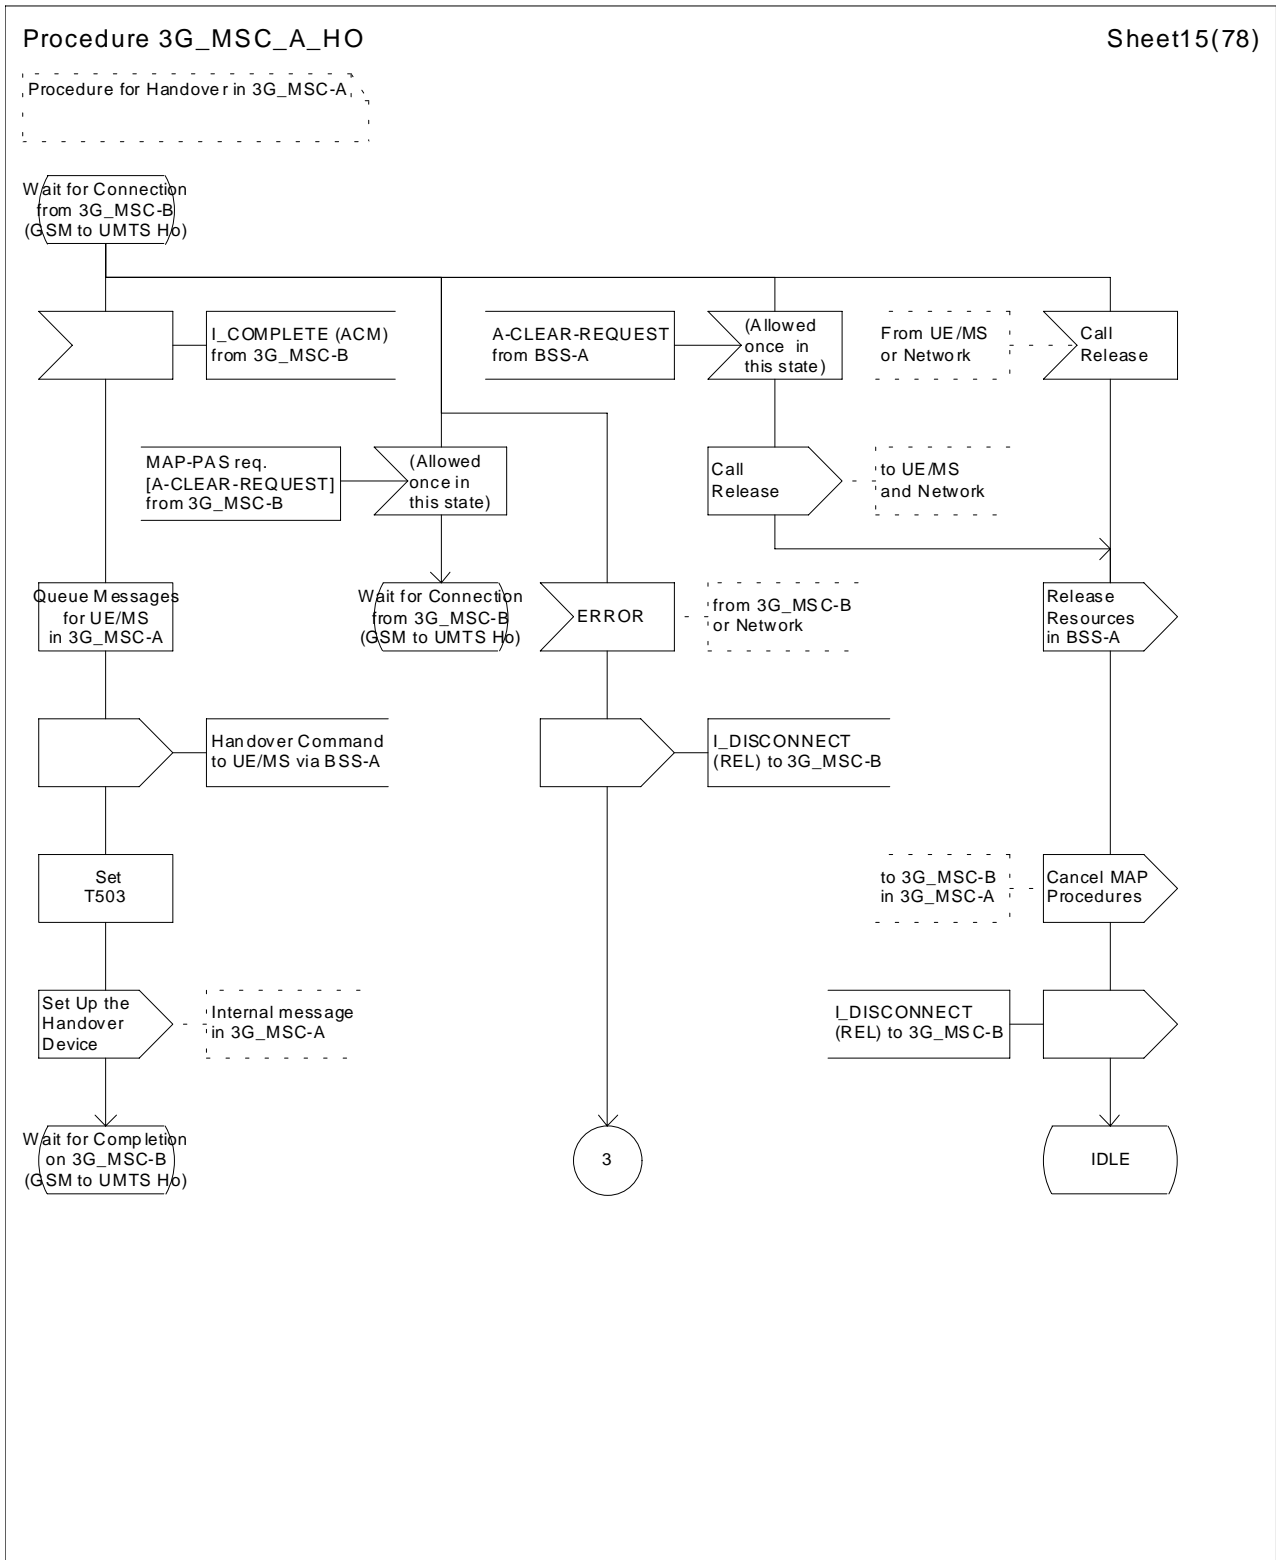 Procedure 3G_MSC_A_HO
Sheet15(78)
Procedure for Handover in 3G_MSC-A
Wait for Connection
from 3G_MSC-B
(GSM to UMTS Ho)
I_COMPLETE (ACM)
from 3G_MSC-B
A-CLEAR-REQUEST
from BSS-A
(Allowed
once in
this state)
From UE/MS
or Network
Call
Release
MAP-PAS req.
[A-CLEAR-REQUEST]
from 3G_MSC-B
(Allowed
once in
this state)
Call
Release
to UE/MS
and Network
Queue Messages
for UE/MS
in 3G_MSC-A
Wait for Connection
from 3G_MSC-B
(GSM to UMTS Ho)
ERROR
from 3G_MSC-B
or Network
Release
Resources
in BSS-A
Handover Command
to UE/MS via BSS-A
I_DISCONNECT
(REL) to 3G_MSC-B
Set
T503
to 3G_MSC-B
in 3G_MSC-A
Cancel MAP
Procedures
Set Up the
Handover
Device
Internal message
in 3G_MSC-A
I_DISCONNECT
(REL) to 3G_MSC-B
Wait for Completion
on 3G_MSC-B
(GSM to UMTS Ho)
3
IDLE